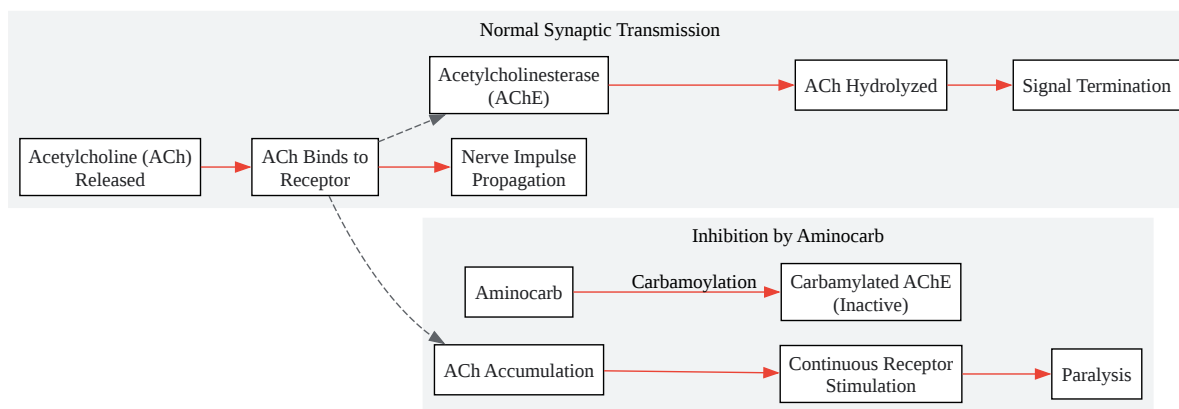 Normal Synaptic Transmission
Acetylcholinesterase
(AChE)
ACh Hydrolyzed
Signal Termination
Acetylcholine (ACh)
Released
ACh Binds to
Receptor
Nerve Impulse
Propagation
Inhibition by Aminocarb
Aminocarb
Carbamoylation
Carbamylated AChE
(Inactive)
ACh Accumulation
Continuous Receptor
Stimulation
Paralysis